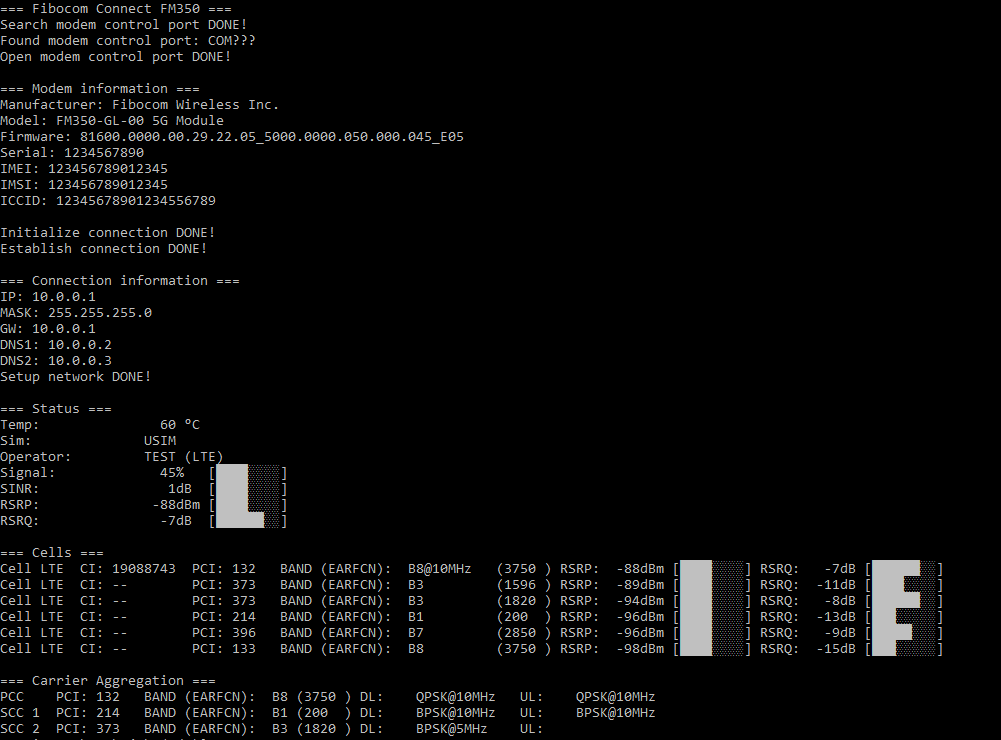 === Fibocom Connect FM350 ===
Search modem control port DONE!
Found modem control port: COM???
Open modem control port DONE!
=== Modem information ===
Manufacturer: Fibocom Wireless Inc.
Model: FM350-GL-00 5G Module
Firmware: 81600.0000.00.29.22.05_5000.0000.050.000.045_E05
Serial: 1234567890
IMEI: 123456789012345
IMSI: 123456789012345
ICCID: 12345678901234556789
Initialize connection DONE!
Establish connection DONE!
=== Connection information ===
IP: 10.0.0.1
MASK: 255.255.255.0
GW: 10.0.0.1
DNS1: 10.0.0.2
DNS2: 10.0.0.3
Setup network DONE!
=== Status ===
Temp: 60 °C
Sim: USIM
Operator: TEST (LTE)
Signal: 45% [████░░░░]
SINR: 1dB [████░░░░]
RSRP: -88dBm [████░░░░]
RSRQ: -7dB [██████░░]
=== Cells ===
Cell LTE CI: 19088743 PCI: 132 BAND (EARFCN): B8@10MHz (3750 ) RSRP: -88dBm [████░░░░] RSRQ: -7dB [██████░░]
Cell LTE CI: -- PCI: 373 BAND (EARFCN): B3 (1596 ) RSRP: -89dBm [████░░░░] RSRQ: -11dB [████░░░░]
Cell LTE CI: -- PCI: 373 BAND (EARFCN): B3 (1820 ) RSRP: -94dBm [████░░░░] RSRQ: -8dB [██████░░]
Cell LTE CI: -- PCI: 214 BAND (EARFCN): B1 (200 ) RSRP: -96dBm [████░░░░] RSRQ: -13dB [███░░░░░]
Cell LTE CI: -- PCI: 396 BAND (EARFCN): B7 (2850 ) RSRP: -96dBm [████░░░░] RSRQ: -9dB [█████░░░]
Cell LTE CI: -- PCI: 133 BAND (EARFCN): B8 (3750 ) RSRP: -98dBm [████░░░░] RSRQ: -15dB [███░░░░░]
=== Carrier Aggregation ===
PCC PCI: 132 BAND (EARFCN): B8 (3750 ) DL: QPSK@10MHz UL: QPSK@10MHz
SCC 1 PCI: 214 BAND (EARFCN): B1 (200 ) DL: BPSK@10MHz UL: BPSK@10MHz
SCC 2 PCI: 373 BAND (EARFCN): B3 (1820 ) DL: BPSK@5MHz UL: